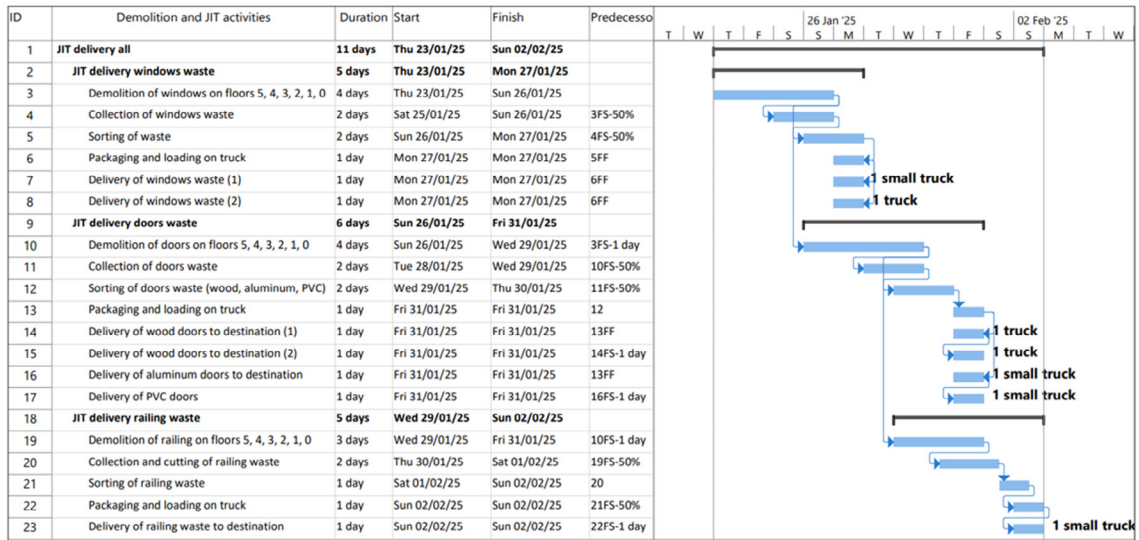 ID Demolition and JIT activities Duration Start Finish Predecesso 26 Jan '25 02 Feb '25
T W T F S S M T W T F S S M T W
1 JIT delivery all 11 days Thu 23/01/25 Sun 02/02/25
2 JIT delivery windows waste 5 days Thu 23/01/25 Mon 27/01/25
3 Demolition of windows on floors 5, 4, 3, 2, 1, 0 4 days Thu 23/01/25 Sun 26/01/25
4 Collection of windows waste 2 days Sat 25/01/25 Sun 26/01/25 3FS-50%
5 Sorting of waste 2 days Sun 26/01/25 Mon 27/01/25 4FS-50%
6 Packaging and loading on truck 1 day Mon 27/01/25 Mon 27/01/25 5FF
7 Delivery of windows waste (1) 1 day Mon 27/01/25 Mon 27/01/25 6FF 1 small truck
8 Delivery of windows waste (2) 1 day Mon 27/01/25 Mon 27/01/25 6FF 1 truck
9 JIT delivery doors waste 6 days Sun 26/01/25 Fri 31/01/25
10 Demolition of doors on floors 5, 4, 3, 2, 1, 0 4 days Sun 26/01/25 Wed 29/01/25 3FS-1 day
11 Collection of doors waste 2 days Tue 28/01/25 Wed 29/01/25 10FS-50%
12 Sorting of doors waste (wood, aluminum, PVC) 2 days Wed 29/01/25 Thu 30/01/25 11FS-50%
13 Packaging and loading on truck 1 day Fri 31/01/25 Fri 31/01/25 12
14 Delivery of wood doors to destination (1) 1 day Fri 31/01/25 Fri 31/01/25 13FF 1 truck
15 Delivery of wood doors to destination (2) 1 day Fri 31/01/25 Fri 31/01/25 14FS-1 day 1 truck
16 Delivery of aluminum doors to destination 1 day Fri 31/01/25 Fri 31/01/25 13FF 1 small truck
17 Delivery of PVC doors 1 day Fri 31/01/25 Fri 31/01/25 16FS-1 day 1 small truck
18 JIT delivery railing waste 5 days Wed 29/01/25 Sun 02/02/25
19 Demolition of railing on floors 5, 4, 3, 2, 1, 0 3 days Wed 29/01/25 Fri 31/01/25 10FS-1 day
20 Collection and cutting of railing waste 2 days Thu 30/01/25 Sat 01/02/25 19FS-50%
21 Sorting of railing waste 1 day Sat 01/02/25 Sun 02/02/25 20
22 Packaging and loading on truck 1 day Sun 02/02/25 Sun 02/02/25 21FS-50%
23 Delivery of railing waste to destination 1 day Sun 02/02/25 Sun 02/02/25 22FS-1 day 1 small truck